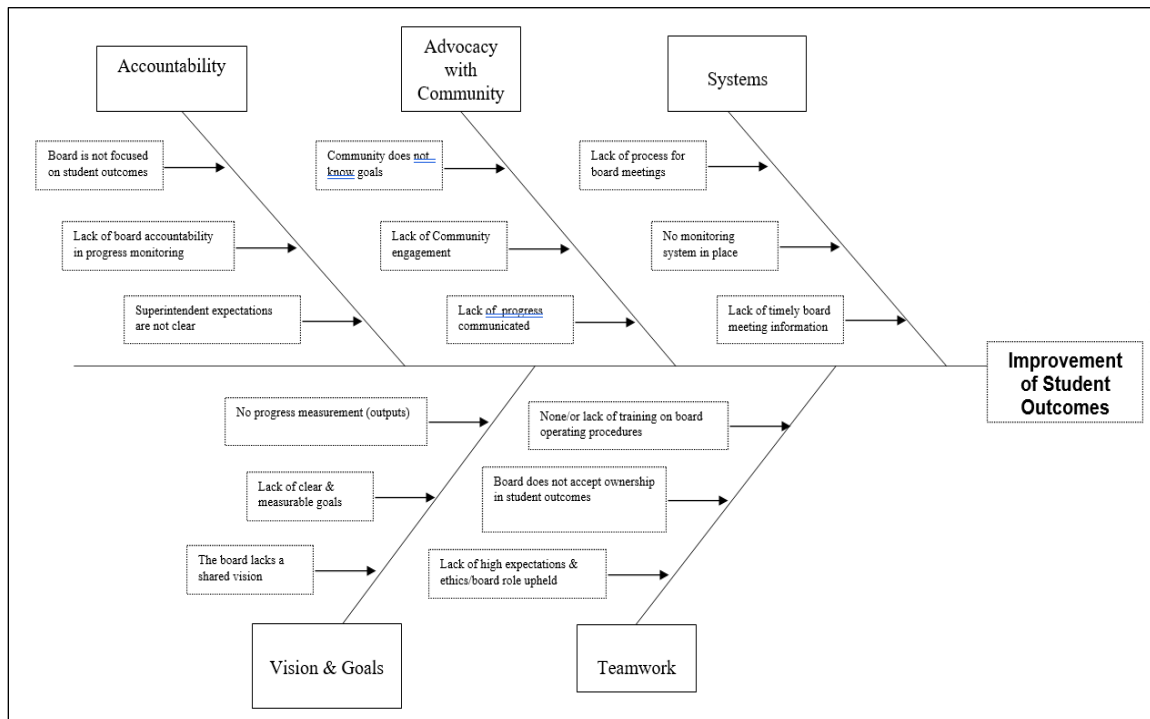 Accountability
Advocacy
with
Community
Systems
Board is not focused
on student outcomes
Community does not
know goals
Lack of process for
board meetings
Lack of board accountability
in progress monitoring
Lack of Community
engagement
No monitoring
system in place
Superintendent expectations
are not clear
Lack of progress
communicated
Lack of timely board
meeting information
Improvement
of Student
Outcomes
No progress measurement (outputs)
None/or lack of training on board
operating procedures
Lack of clear &
measurable goals
Board does not accept ownership
in student outcomes
The board lacks a
shared vision
Lack of high expectations &
ethics/board role upheld
Vision & Goals
Teamwork